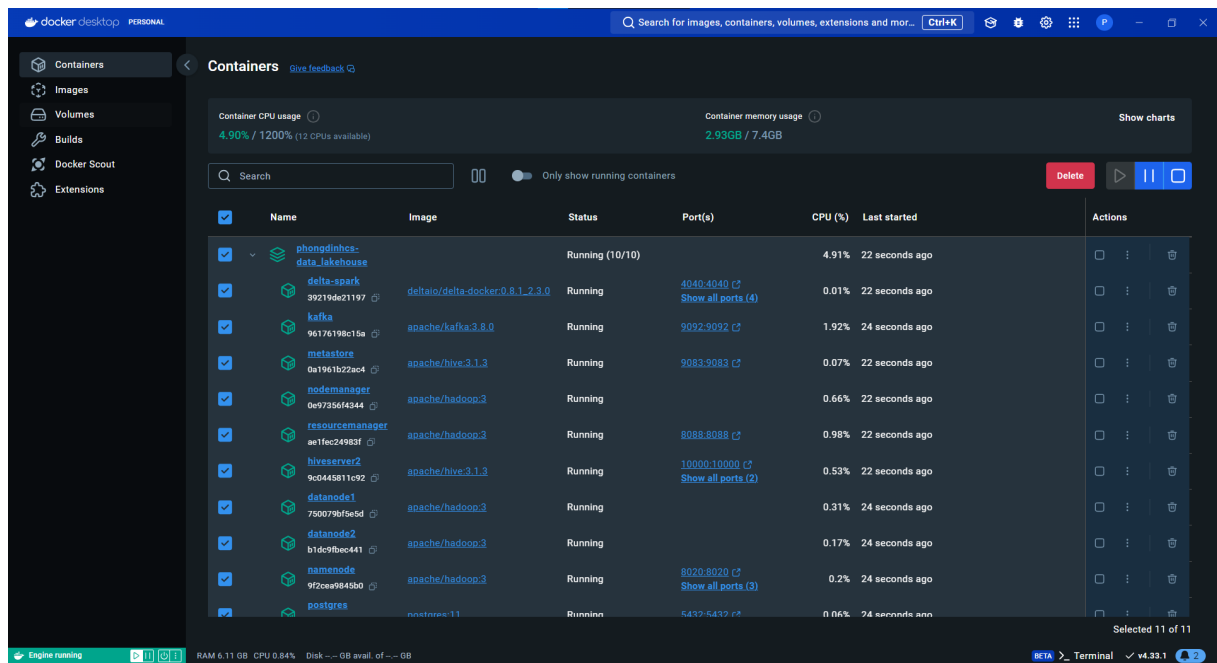 docker desktop PERSONAL
Search for images, containers, volumes, extensions and mor... Ctrl+K
P
Containers
Images
Volumes
Builds
Docker Scout
Extensions
Containers Give feedback
Container CPU usage
4.90% / 1200% (12 CPUs available)
Container memory usage
2.93GB / 7.4GB
Show charts
Search
Only show running containers
Delete
Name Image Status Port(s) CPU (%) Last started Actions
phongdinhcs-
data_lakehouse
Running (10/10) 4.91% 22 seconds ago
delta-spark
39219de21197
deltaio/delta-docker:0.8.1_2.3.0 Running
4040:4040
Show all ports (4)
0.01% 22 seconds ago
kafka
96176198c15a
apache/kafka:3.8.0 Running 9092:9092 1.92% 24 seconds ago
metastore
0a1961b22ac4
apache/hive:3.1.3 Running 9083:9083 0.07% 22 seconds ago
nodemanager
0e97356f4344
apache/hadoop:3 Running 0.66% 22 seconds ago
resourcemanager
ae1fec24983f
apache/hadoop:3 Running 8088:8088 0.98% 22 seconds ago
hiveserver2
9c0445811c92
apache/hive:3.1.3 Running
10000:10000
Show all ports (2)
0.53% 22 seconds ago
datanode1
750079bf5e5d
apache/hadoop:3 Running 0.31% 24 seconds ago
datanode2
b1dc9fbec441
apache/hadoop:3 Running 0.17% 24 seconds ago
namenode
9f2cea9845b0
apache/hadoop:3 Running
8020:8020
Show all ports (3)
0.2% 24 seconds ago
postgres
postgres:11 Running 5432:5432 0.06% 24 seconds ago
Selected 11 of 11
Engine running
RAM 6.11 GB CPU 0.84% Disk --.-- GB avail. of --.-- GB
BETA >_ Terminal v4.33.1 2